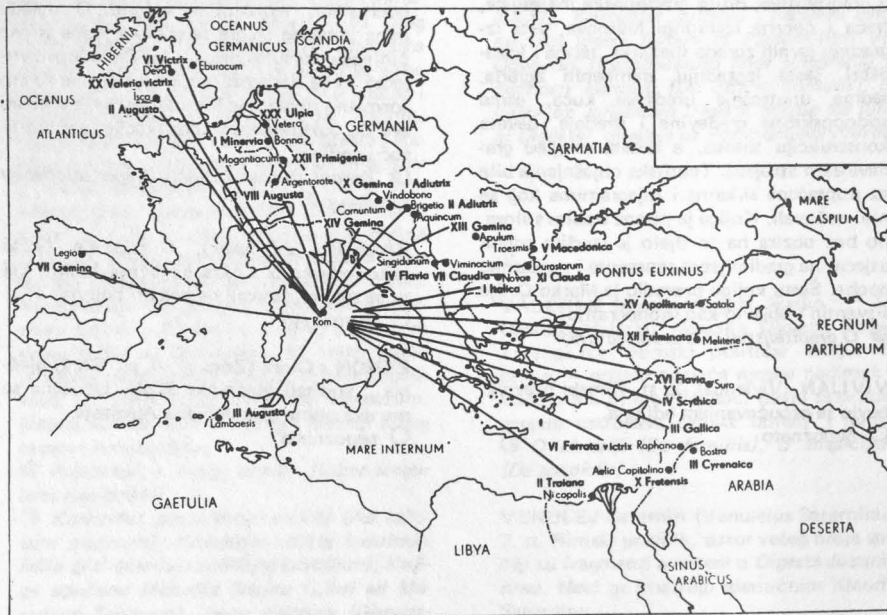 OCEANUS
GERMANICUS
SCANDIA
HIBERNIA
VI Victrix
Eburacum
Deva
XX Valeria victrix
Isca
II Augusta
OCEANUS
ATLANTICUS
XXX Ulpia
Vetera
I Minervia
Bonna
GERMANIA
Mogontiacum
XXII Primigenia
Argentorate
VIII Augusta
SARMATIA
X Gemina
I Adiutrix
Vindobona
Carnuntum
Brigetio
II Adiutrix
XIV Gemina
Aquincum
XIII Gemina
Apulum
Troesmis
V Macedonica
Singidunum
Viminacium
Durostorum
IV Flavia
VII Claudia
Novae
XI Claudia
I Italica
MARE
CASPIUM
PONTUS EUXINUS
Legio
VII Gemina
Rom
XV Apollinaris
Satala
XII Fulminata
Melitene
REGNUM
PARTHORUM
XVI Flavia
Sura
IV Scythica
III Gallica
III Augusta
Lamboesis
MARE INTERNUM
VI Ferrata victrix
Raphanea
Bostra
III Cyrenaica
Aelia Capitolina
X Fretensis
II Traiana
Nicopolis
ARABIA
GAETULIA
LIBYA
DESERTA
SINUS
ARABICUS